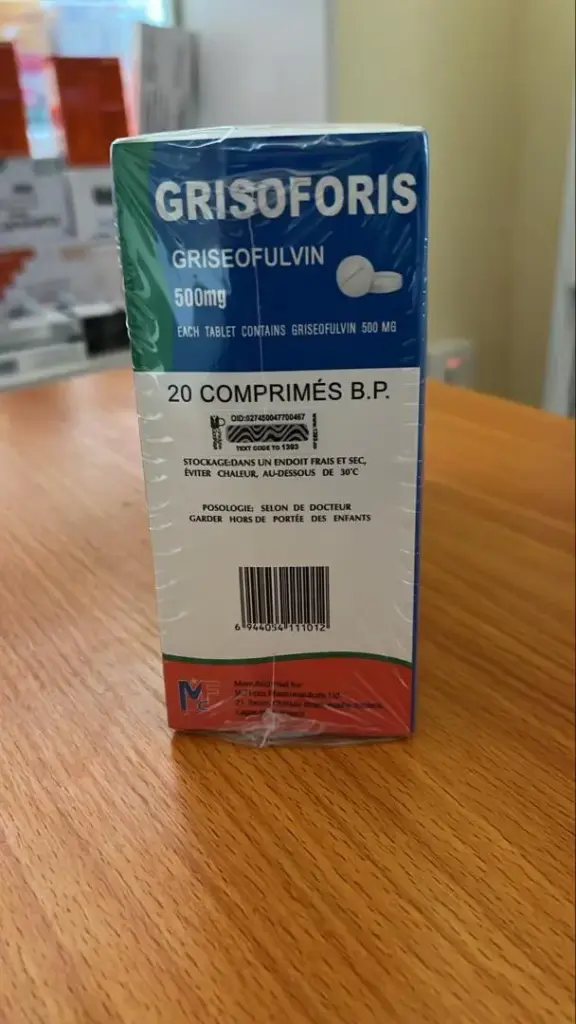 GRISOFORIS
GRISEOFULVIN
500mg
EACH TABLET CONTAINS GRISEOFULVIN 500 MG
20 COMPRIMÉS B.P.
OID:027450047700467
TEXT CODE TO 1393
STOCKAGE:DANS UN ENDOIT FRAIS ET SEC,
ÉVITER CHALEUR, AU-DESSOUS DE 30°C
POSOLOGIE: SELON DE DOCTEUR
GARDER HORS DE PORTÉE DES ENFANTS
6 944054 111012
Manufactured for